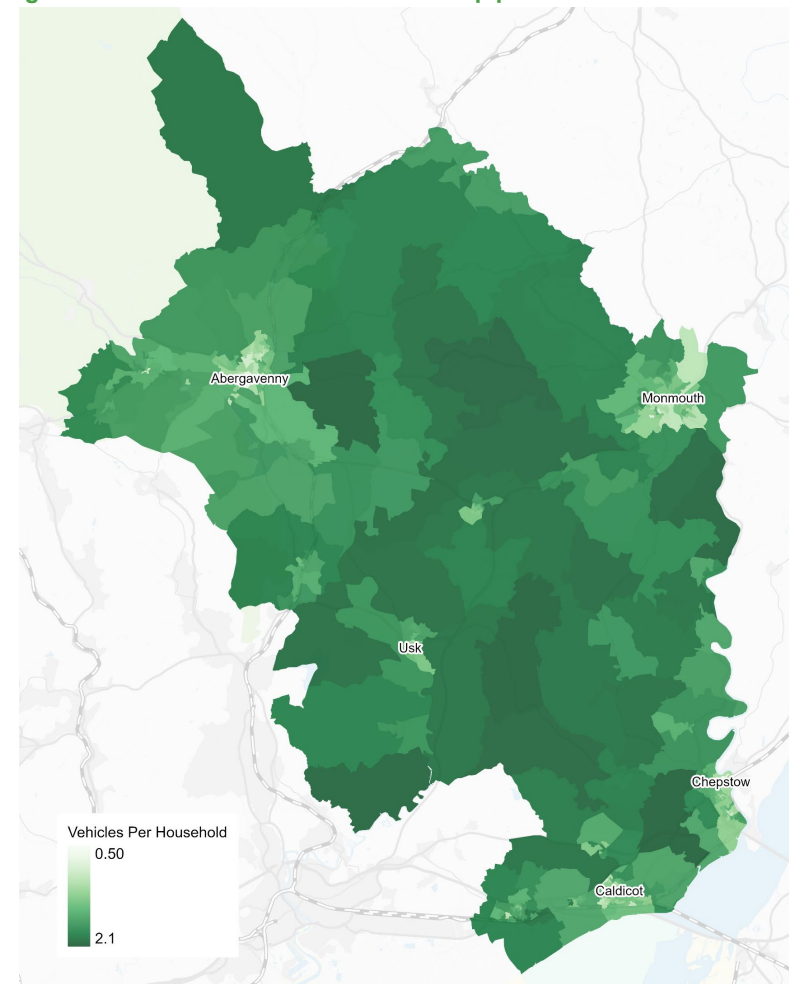 Abergavenny
Monmouth
Usk
Chepstow
Vehicles Per Household
0.50
Caldicot
2.1